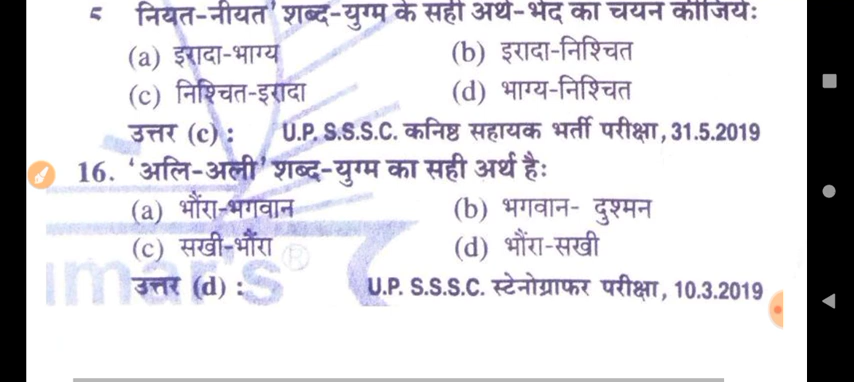 नियत-नीयत' शब्द-युग्म के सही अर्थ-भेद का चयन कीजिये:
(a) इरादा-भाग्य (b) इरादा-निश्चित
(c) निश्चित-इरादा (d) भाग्य-निश्चित
उत्तर (c) : U.P. S.S.S.C. कनिष्ठ सहायक भर्ती परीक्षा, 31.5.2019
16. 'अलि-अली' शब्द-युग्म का सही अर्थ है:
(a) भौंरा-भगवान (b) भगवान- दुश्मन
(c) सखी-भौंरा (d) भौंरा-सखी
umar's®
उत्तर (d) : U.P. S.S.S.C. स्टेनोग्राफर परीक्षा, 10.3.2019